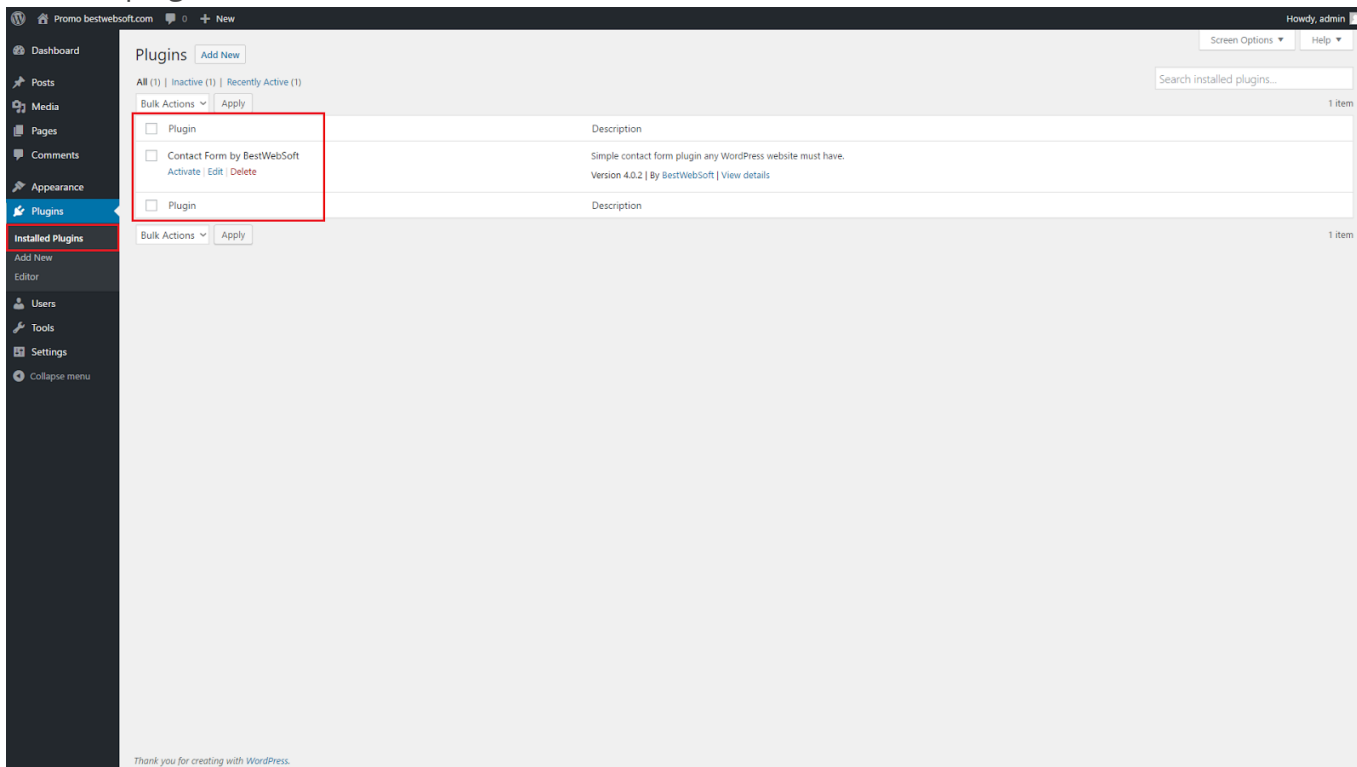 Promo bestwebsoft.com 0 + New Howdy, admin
Screen Options ▼ Help ▼
Dashboard
Posts
Media
Pages
Comments
Appearance
Plugins
Installed Plugins
Add New
Editor
Users
Tools
Settings
Collapse menu
Plugins Add New
All (1) | Inactive (1) | Recently Active (1)
Search installed plugins...
Bulk Actions Apply 1 item
Plugin Description
Contact Form by BestWebSoft Simple contact form plugin any WordPress website must have.
Activate | Edit | Delete Version 4.0.2 | By BestWebSoft | View details
Plugin Description
Bulk Actions Apply 1 item
Thank you for creating with WordPress.